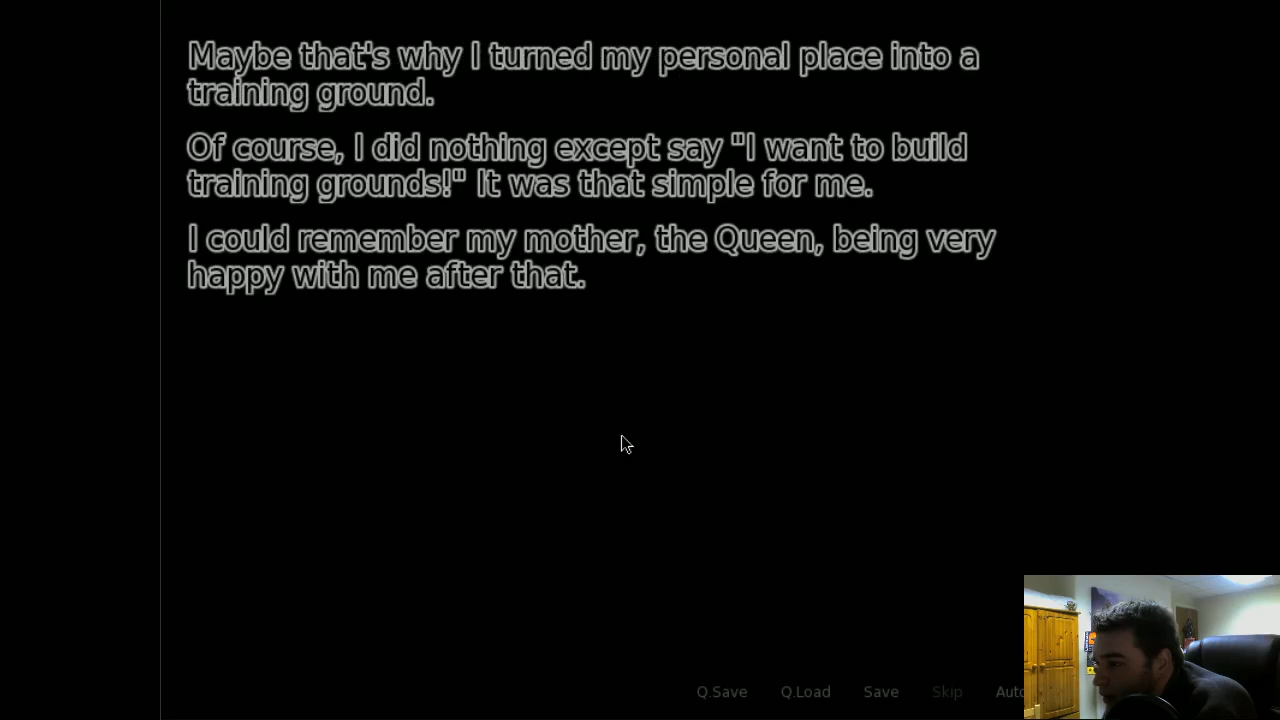 Maybe that's why I turned my personal place into a
training ground.
Of course, I did nothing except say "I want to build
training grounds!" It was that simple for me.
I could remember my mother, the Queen, being very
happy with me after that.
Q.Save Q.Load Save Skip Auto